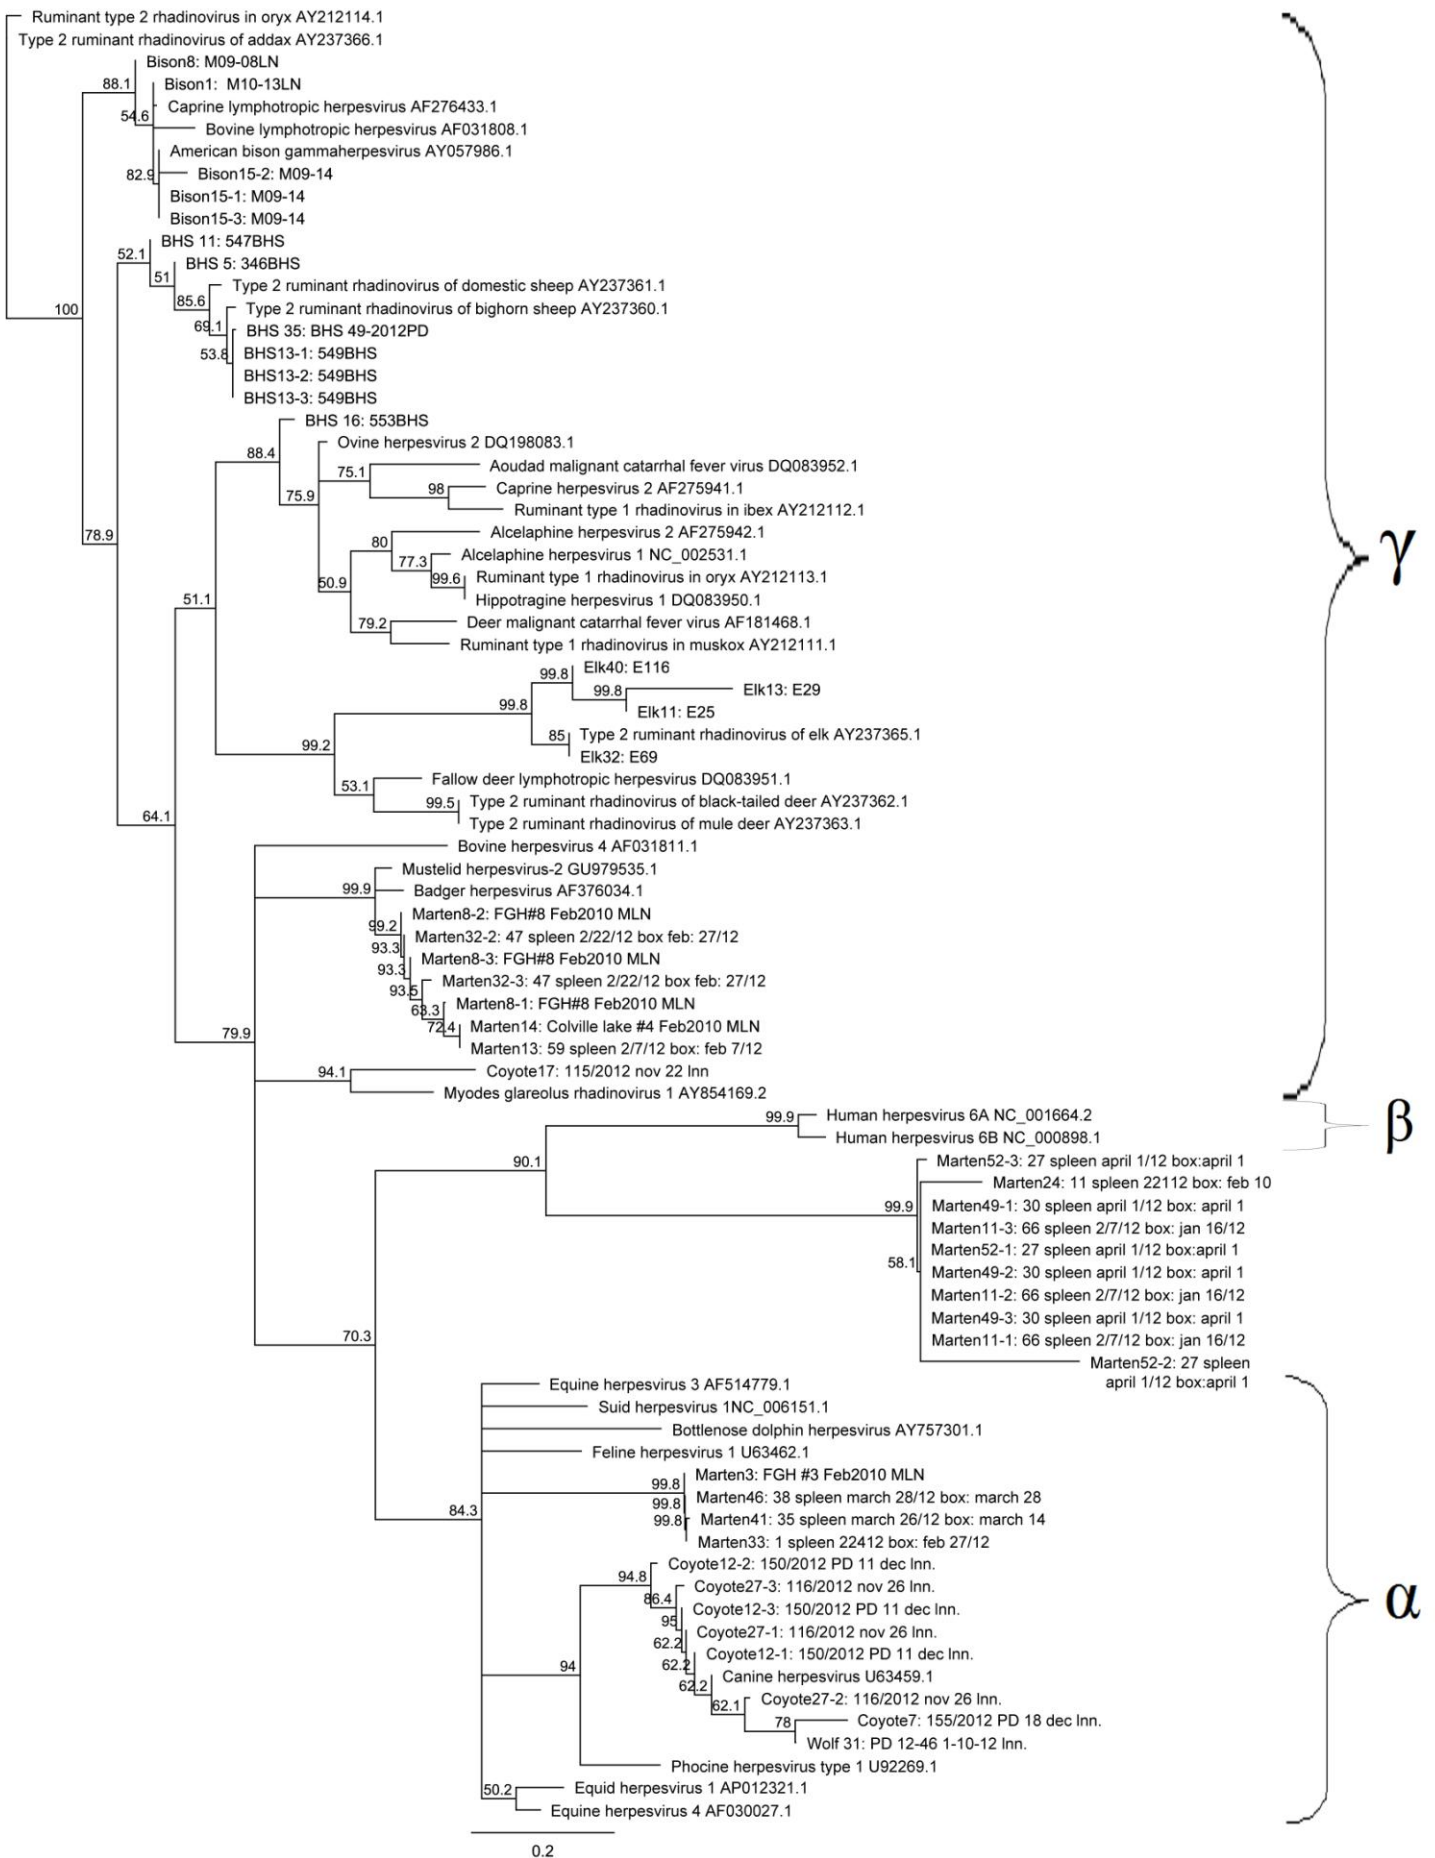 Ruminant type 2 rhadinovirus in oryx AY212114.1
Type 2 ruminant rhadinovirus of addax AY237366.1
Bison8: M09-08LN
88.1
Bison1: M10-13LN
Caprine lymphotropic herpesvirus AF276433.1
54.6
Bovine lymphotropic herpesvirus AF031808.1
American bison gammaherpesvirus AY057986.1
82.9
Bison15-2: M09-14
Bison15-1: M09-14
Bison15-3: M09-14
BHS 11: 547BHS
52.1
BHS 5: 346BHS
51
Type 2 ruminant rhadinovirus of domestic sheep AY237361.1
85.6
Type 2 ruminant rhadinovirus of bighorn sheep AY237360.1
100
69.1
BHS 35: BHS 49-2012PD
53.8
BHS13-1: 549BHS
BHS13-2: 549BHS
BHS13-3: 549BHS
BHS 16: 553BHS
Ovine herpesvirus 2 DQ198083.1
88.4
Aoudad malignant catarrhal fever virus DQ083952.1
75.1
98
Caprine herpesvirus 2 AF275941.1
75.9
Ruminant type 1 rhadinovirus in ibex AY212112.1
Alcelaphine herpesvirus 2 AF275942.1
78.9
80
Alcelaphine herpesvirus 1 NC_002531.1
77.3
γ
99.6
Ruminant type 1 rhadinovirus in oryx AY212113.1
50.9
Hippotragine herpesvirus 1 DQ083950.1
51.1
79.2
Deer malignant catarrhal fever virus AF181468.1
Ruminant type 1 rhadinovirus in muskox AY212111.1
Elk40: E116
99.8
99.8
Elk13: E29
99.8
Elk11: E25
85
Type 2 ruminant rhadinovirus of elk AY237365.1
99.2
Elk32: E69
Fallow deer lymphotropic herpesvirus DQ083951.1
53.1
99.5
Type 2 ruminant rhadinovirus of black-tailed deer AY237362.1
64.1
Type 2 ruminant rhadinovirus of mule deer AY237363.1
Bovine herpesvirus 4 AF031811.1
Mustelid herpesvirus-2 GU979535.1
99.9
Badger herpesvirus AF376034.1
Marten8-2: FGH#8 Feb2010 MLN
99.2
Marten32-2: 47 spleen 2/22/12 box feb: 27/12
93.3
Marten8-3: FGH#8 Feb2010 MLN
93.3
Marten32-3: 47 spleen 2/22/12 box feb: 27/12
93.5
Marten8-1: FGH#8 Feb2010 MLN
63.3
72.4
Marten14: Colville lake #4 Feb2010 MLN
79.9
Marten13: 59 spleen 2/7/12 box: feb 7/12
94.1
Coyote17: 115/2012 nov 22 lnn
Myodes glareolus rhadinovirus 1 AY854169.2
99.9
Human herpesvirus 6A NC_001664.2
β
Human herpesvirus 6B NC_000898.1
90.1
Marten52-3: 27 spleen april 1/12 box:april 1
Marten24: 11 spleen 22112 box: feb 10
99.9
Marten49-1: 30 spleen april 1/12 box: april 1
Marten11-3: 66 spleen 2/7/12 box: jan 16/12
Marten52-1: 27 spleen april 1/12 box:april 1
58.1
Marten49-2: 30 spleen april 1/12 box: april 1
Marten11-2: 66 spleen 2/7/12 box: jan 16/12
Marten49-3: 30 spleen april 1/12 box: april 1
70.3
Marten11-1: 66 spleen 2/7/12 box: jan 16/12
Marten52-2: 27 spleen
april 1/12 box:april 1
Equine herpesvirus 3 AF514779.1
Suid herpesvirus 1NC_006151.1
Bottlenose dolphin herpesvirus AY757301.1
Feline herpesvirus 1 U63462.1
Marten3: FGH #3 Feb2010 MLN
99.8
Marten46: 38 spleen march 28/12 box: march 28
99.8
84.3
99.8
Marten41: 35 spleen march 26/12 box: march 14
Marten33: 1 spleen 22412 box: feb 27/12
Coyote12-2: 150/2012 PD 11 dec lnn.
94.8
Coyote27-3: 116/2012 nov 26 lnn.
86.4
α
Coyote12-3: 150/2012 PD 11 dec lnn.
95
Coyote27-1: 116/2012 nov 26 lnn.
62.2
Coyote12-1: 150/2012 PD 11 dec lnn.
62.2
94
Canine herpesvirus U63459.1
62.2
Coyote27-2: 116/2012 nov 26 lnn.
62.1
78
Coyote7: 155/2012 PD 18 dec lnn.
Wolf 31: PD 12-46 1-10-12 lnn.
Phocine herpesvirus type 1 U92269.1
50.2
Equid herpesvirus 1 AP012321.1
Equine herpesvirus 4 AF030027.1
0.2